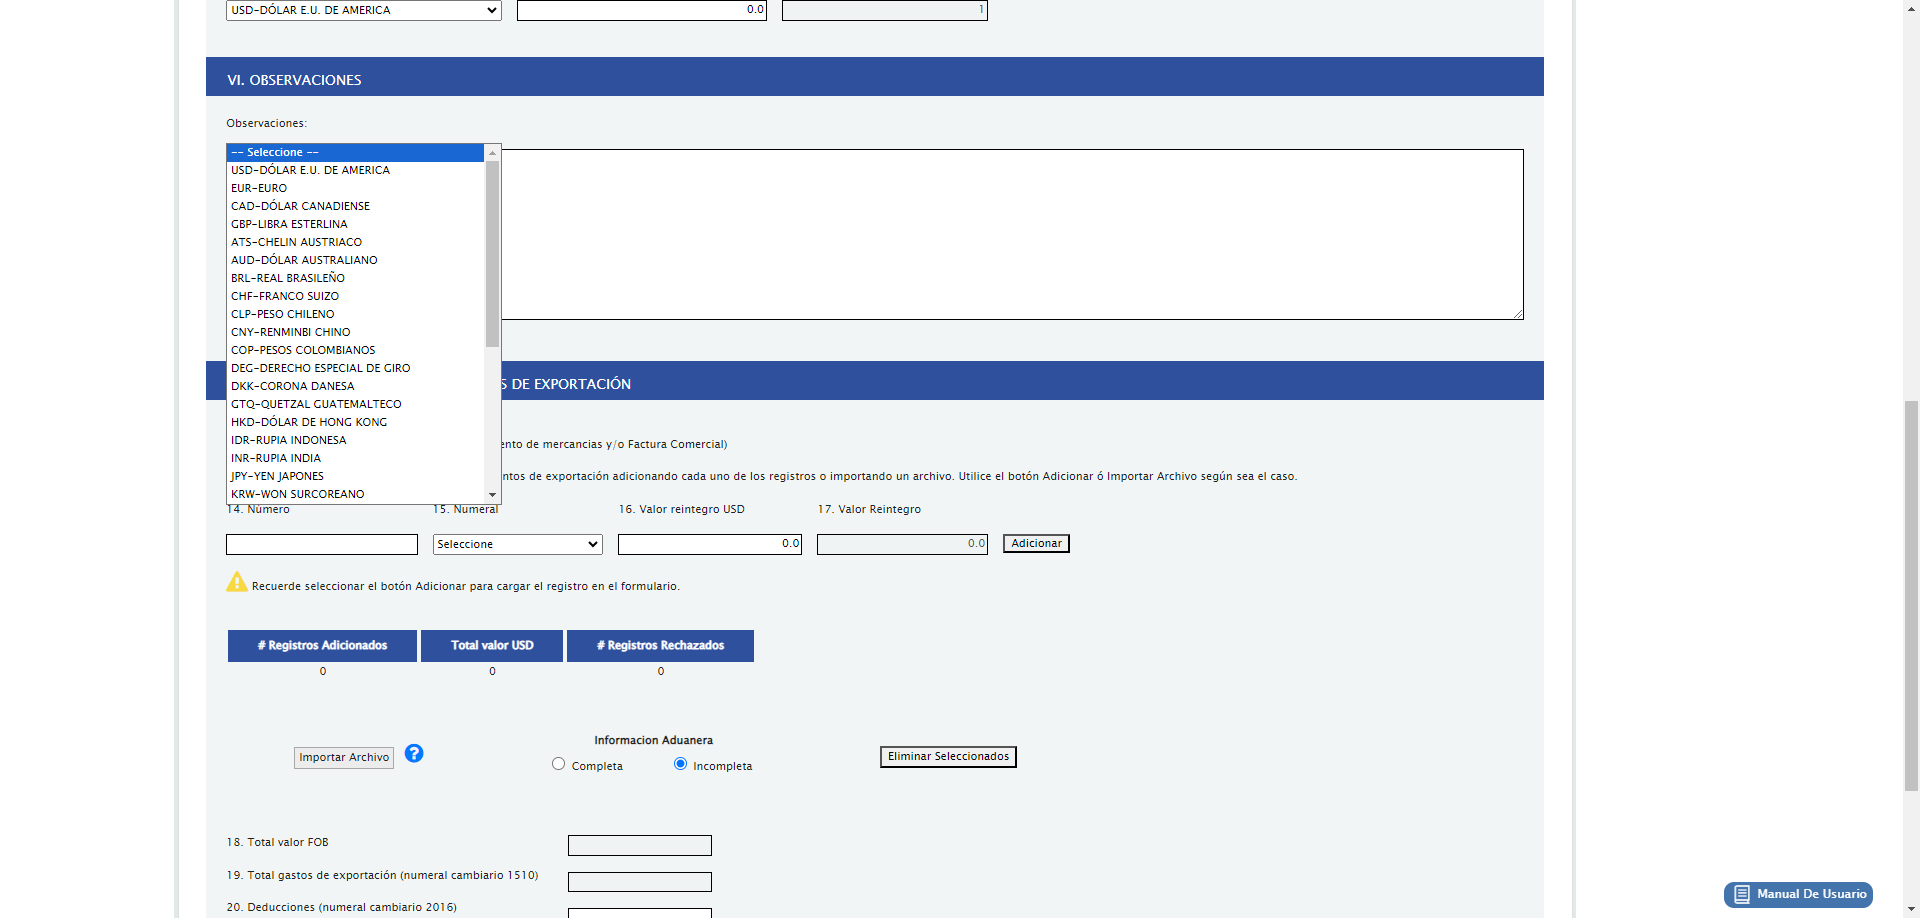 USD-DÓLAR E.U. DE AMERICA
0.0
1
VI. OBSERVACIONES
Observaciones:
-- Seleccione --
USD-DÓLAR E.U. DE AMERICA
EUR-EURO
CAD-DÓLAR CANADIENSE
GBP-LIBRA ESTERLINA
ATS-CHELIN AUSTRIACO
AUD-DÓLAR AUSTRALIANO
BRL-REAL BRASILEÑO
CHF-FRANCO SUIZO
CLP-PESO CHILENO
CNY-RENMINBI CHINO
COP-PESOS COLOMBIANOS
DEG-DERECHO ESPECIAL DE GIRO
DKK-CORONA DANESA
GTQ-QUETZAL GUATEMALTECO
HKD-DÓLAR DE HONG KONG
IDR-RUPIA INDONESA
INR-RUPIA INDIA
JPY-YEN JAPONES
KRW-WON SURCOREANO
S DE EXPORTACIÓN
ento de mercancias y/o Factura Comercial)
ntos de exportación adicionando cada uno de los registros o importando un archivo. Utilice el botón Adicionar ó Importar Archivo según sea el caso.
14. Número 15. Numeral 16. Valor reintegro USD 17. Valor Reintegro
Seleccione 0.0 0.0 Adicionar
Recuerde seleccionar el botón Adicionar para cargar el registro en el formulario.
# Registros Adicionados Total valor USD # Registros Rechazados
0 0 0
Informacion Aduanera
Importar Archivo ? Completa Incompleta Eliminar Seleccionados
18. Total valor FOB
19. Total gastos de exportación (numeral cambiario 1510)
20. Deducciones (numeral cambiario 2016)
Manual De Usuario